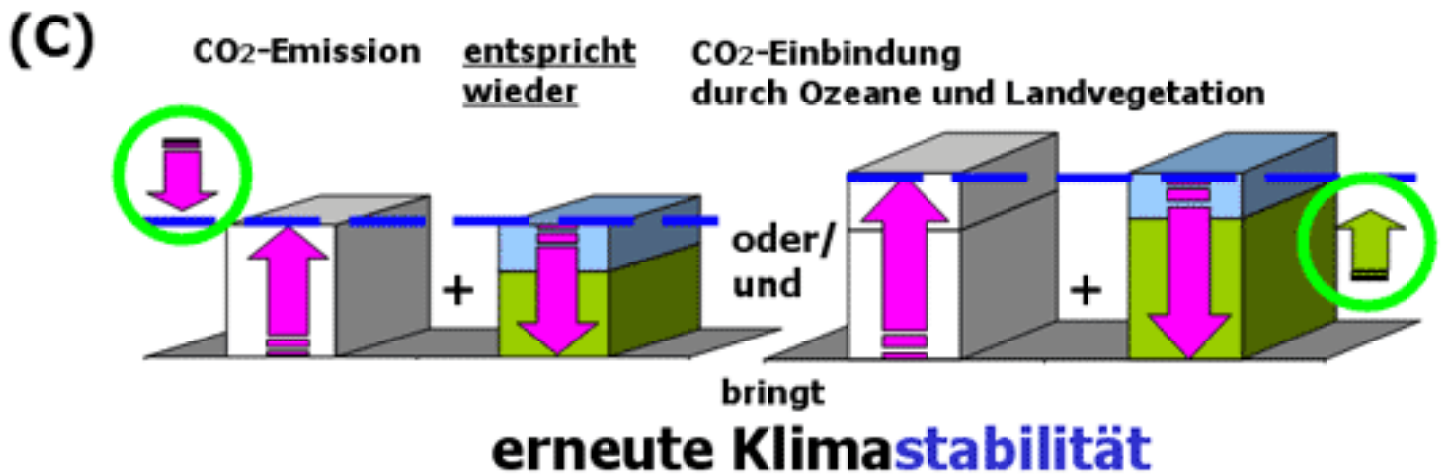 (C)
CO2-Emission entspricht wieder CO2-Einbindung durch Ozeane und Landvegetation
+
oder/
und
+
bringt
erneute Klimastabilität